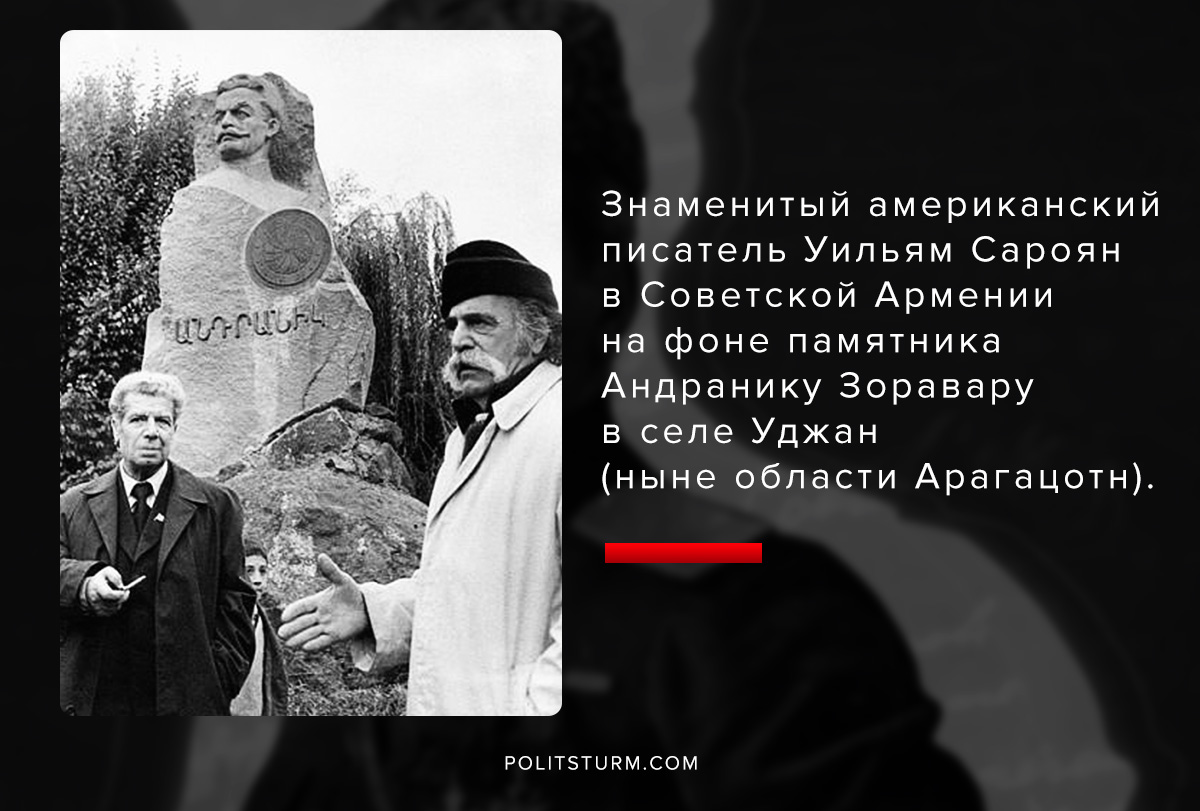 ԱՆԴՐԱՆԻԿ
Знаменитый американский
писатель Уильям Сароян
в Советской Армении
на фоне памятника
Андранику Зоравару
в селе Уджан
(ныне области Арагацотн).
POLITSTURM.COM